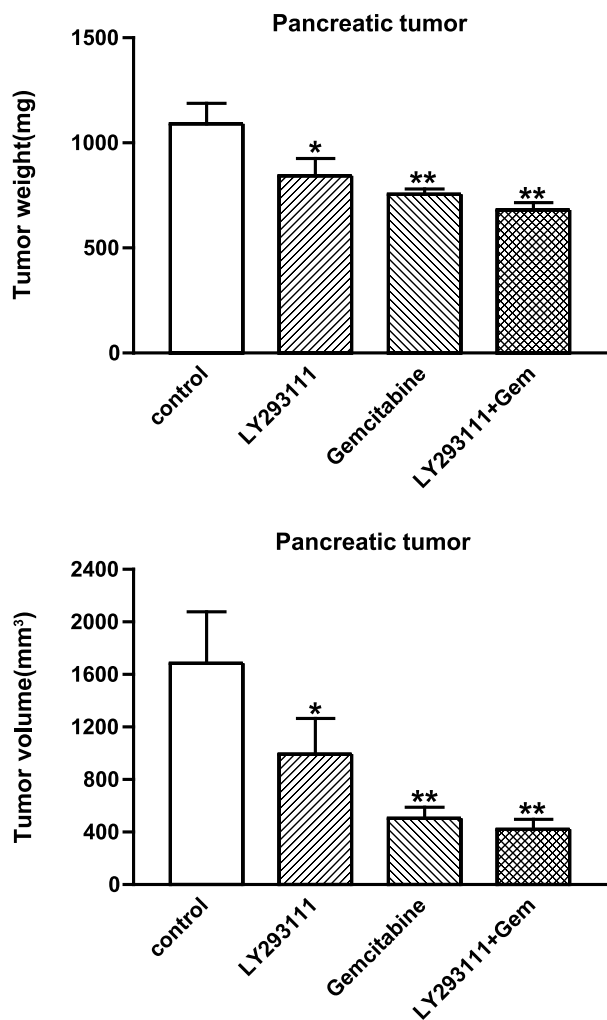 Pancreatic tumor
Tumor weight(mg)
1500
1000
500
0
*
**
**
control
LY293111
Gemcitabine
LY293111+Gem
Pancreatic tumor
Tumor volume(mm³)
2400
2000
1600
1200
800
400
0
*
**
**
control
LY293111
Gemcitabine
LY293111+Gem